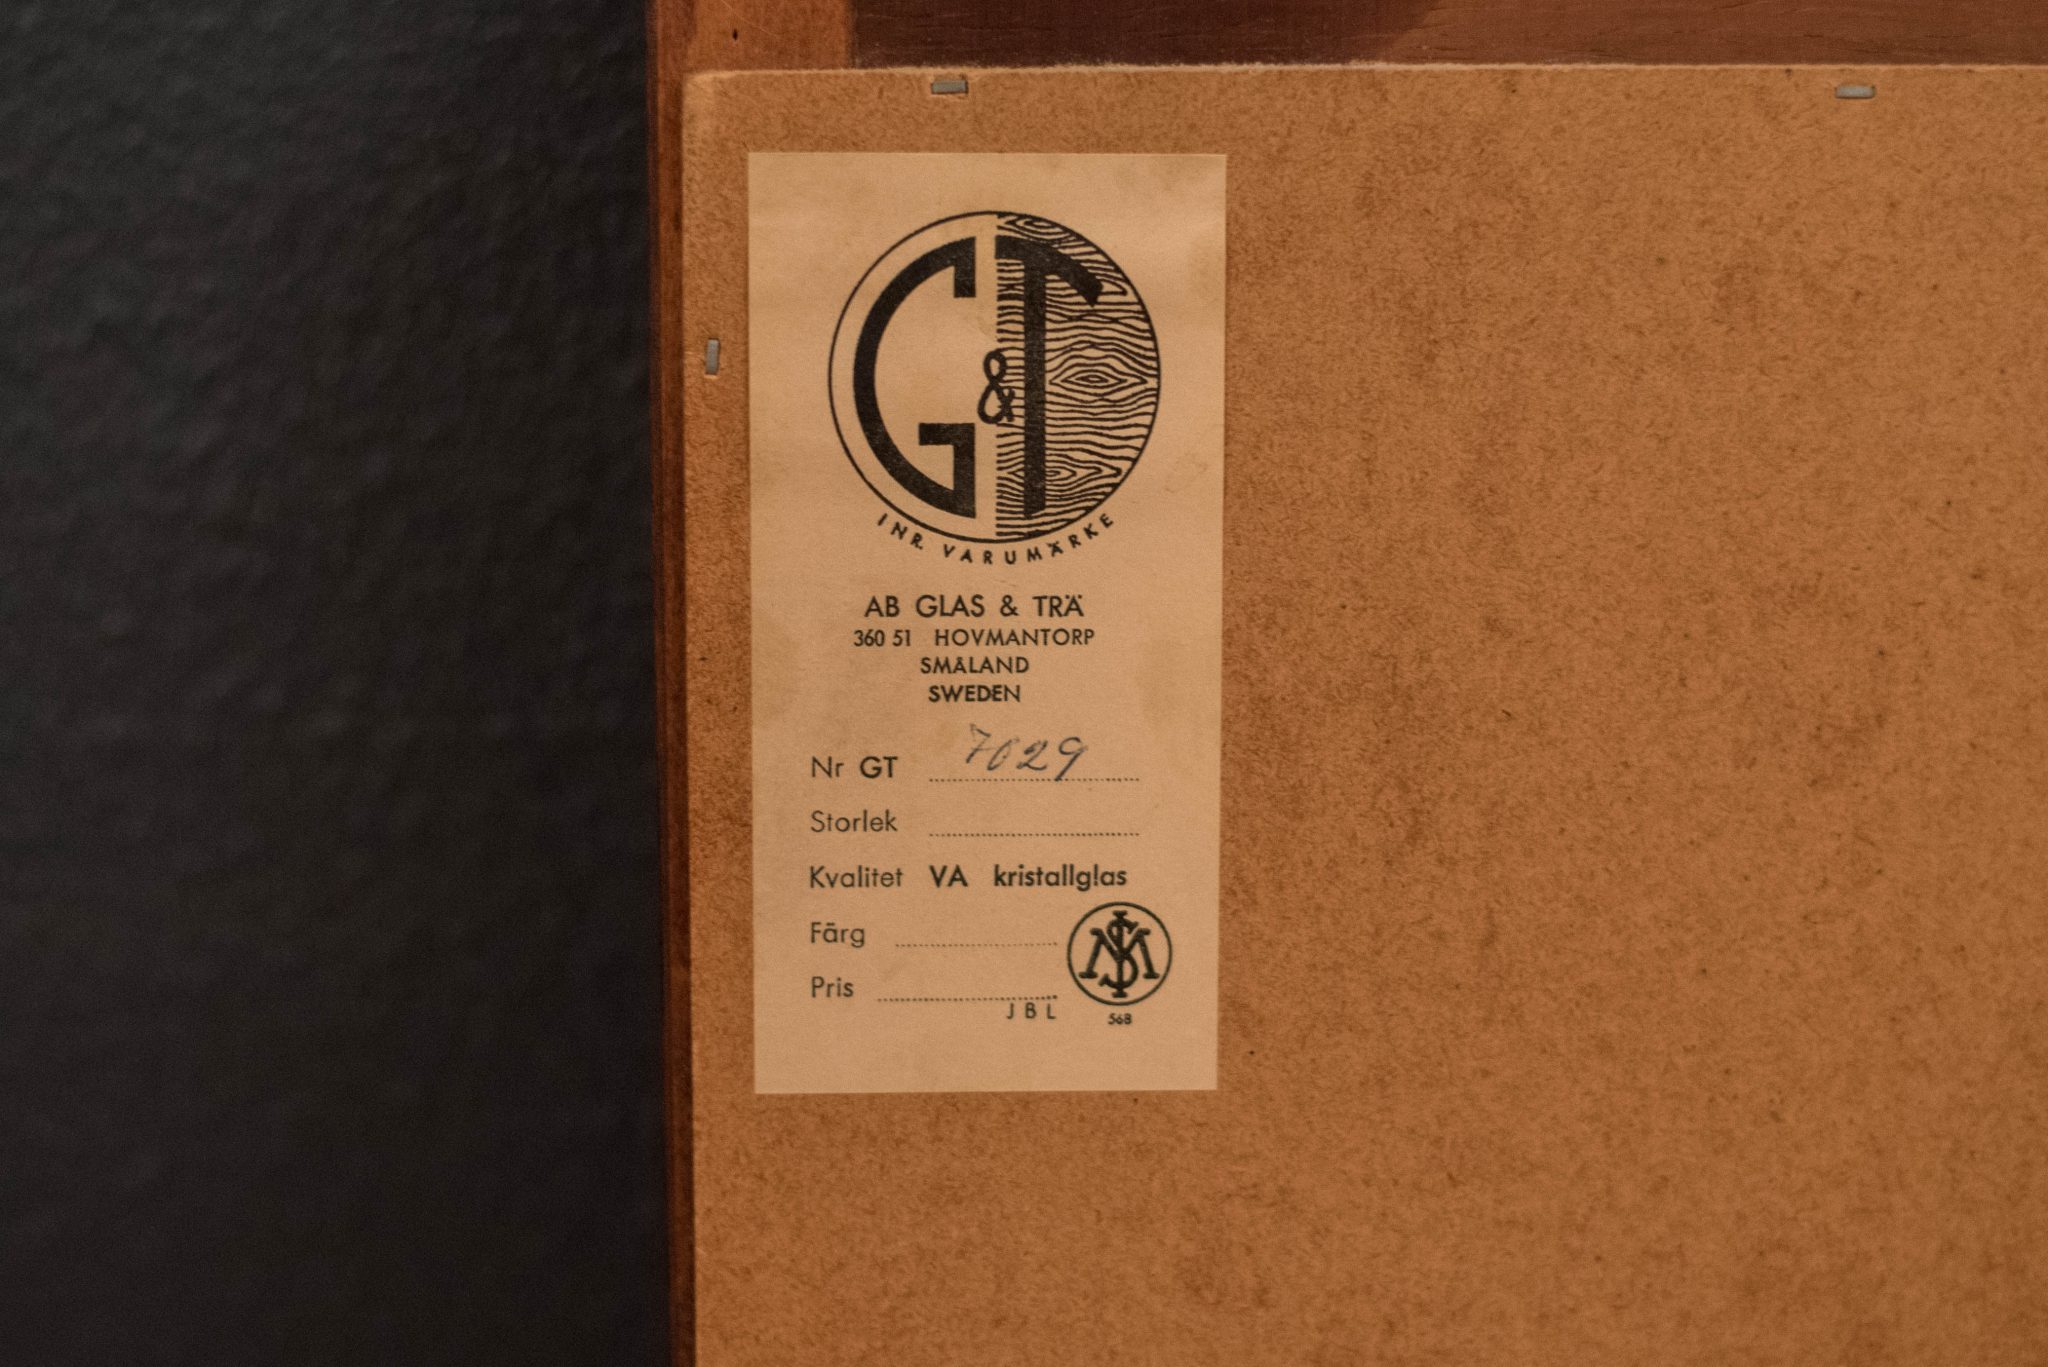 G&T
INR. VARUMÄRKE
AB GLAS & TRÄ
360 51 HOVMANTORP
SMÅLAND
SWEDEN
Nr GT 7029
Storlek
Kvalitet VA kristallglas
Färg
Pris
JBL
568